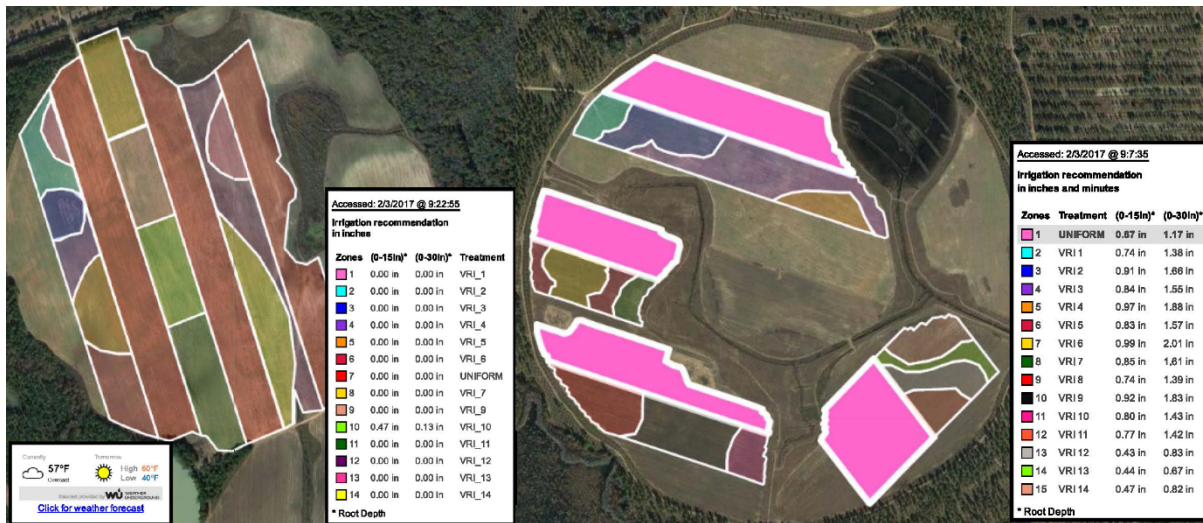 Accessed: 2/3/2017 @ 9:22:55
Irrigation recommendation
in inches
Zones (0-15in)* (0-30in)* Treatment
1 0.00 in 0.00 in VRI_1
2 0.00 in 0.00 in VRI_2
3 0.00 in 0.00 in VRI_3
4 0.00 in 0.00 in VRI_4
5 0.00 in 0.00 in VRI_5
6 0.00 in 0.00 in VRI_6
7 0.00 in 0.00 in UNIFORM
8 0.00 in 0.00 in VRI_7
9 0.00 in 0.00 in VRI_9
10 0.47 in 0.13 in VRI_10
11 0.00 in 0.00 in VRI_11
12 0.00 in 0.00 in VRI_12
13 0.00 in 0.00 in VRI_13
14 0.00 in 0.00 in VRI_14
* Root Depth
Currently Tomorrow
57°F High 60°F
Overcast Low 40°F
provided by WU WEATHER UNDERGROUND
Click for weather forecast
Accessed: 2/3/2017 @ 9:7:35
Irrigation recommendation
in inches and minutes
Zones Treatment (0-15in)* (0-30in)*
1 UNIFORM 0.67 in 1.17 in
2 VRI 1 0.74 in 1.38 in
3 VRI 2 0.91 in 1.66 in
4 VRI 3 0.84 in 1.55 in
5 VRI 4 0.97 in 1.88 in
6 VRI 5 0.83 in 1.57 in
7 VRI 6 0.99 in 2.01 in
8 VRI 7 0.85 in 1.61 in
9 VRI 8 0.74 in 1.39 in
10 VRI 9 0.92 in 1.83 in
11 VRI 10 0.80 in 1.43 in
12 VRI 11 0.77 in 1.42 in
13 VRI 12 0.43 in 0.83 in
14 VRI 13 0.44 in 0.67 in
15 VRI 14 0.47 in 0.82 in
* Root Depth